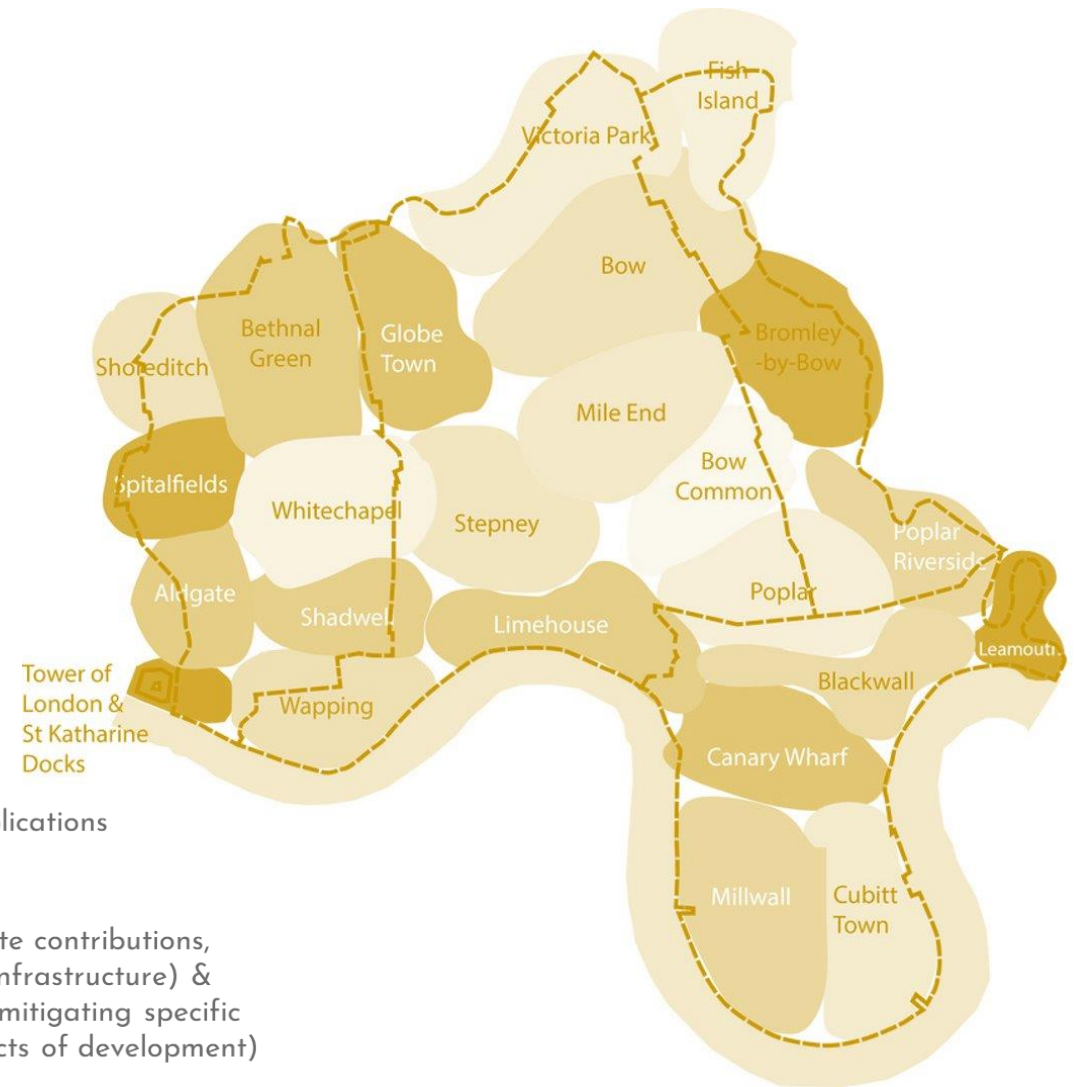 Fish
Island
Victoria Park
Bow
Bethnal
Green
Globe
Town
Shoreditch
Bromley
-by-Bow
Mile End
Bow
Common
Spitalfields
Whitechapel
Stepney
Poplar
Riverside
Aldgate
Shadwell
Limehouse
Poplar
Leamouth
Tower of
London &
St Katharine
Docks
Wapping
Blackwall
Canary Wharf
Millwall
Cubitt
Town
lications
te contributions,
nfrastructure) &
mitigating specific
cts of development)